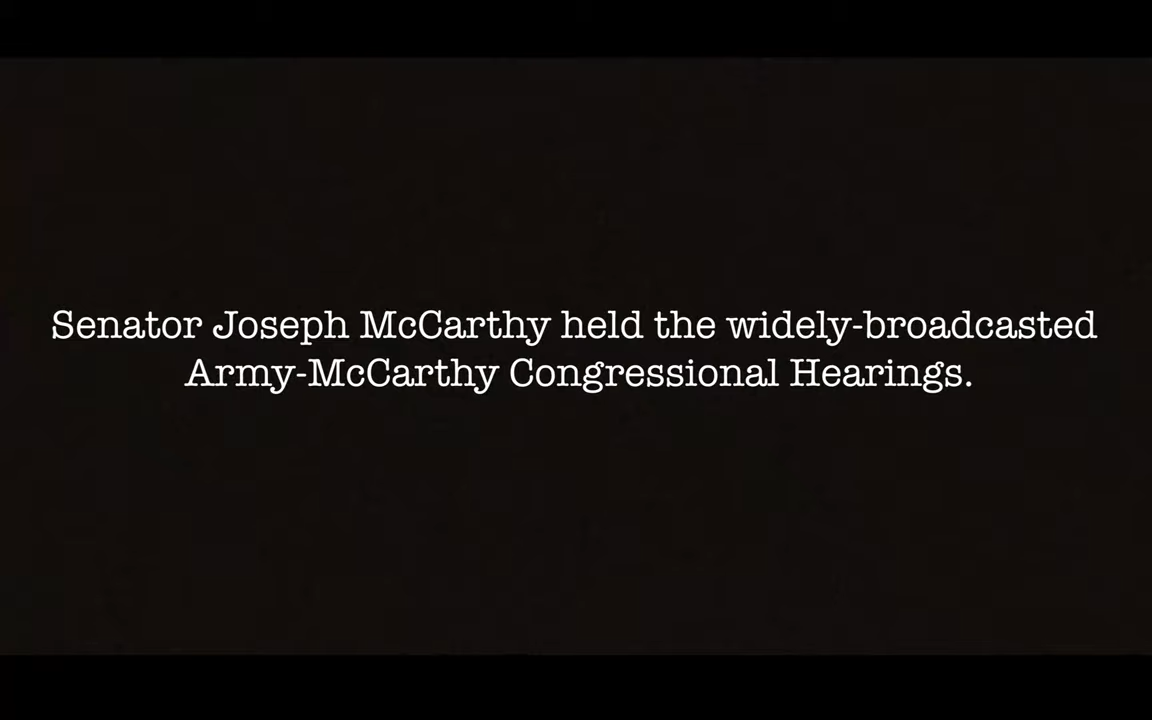 Senator Joseph McCarthy held the widely-broadcasted
Army-McCarthy Congressional Hearings.